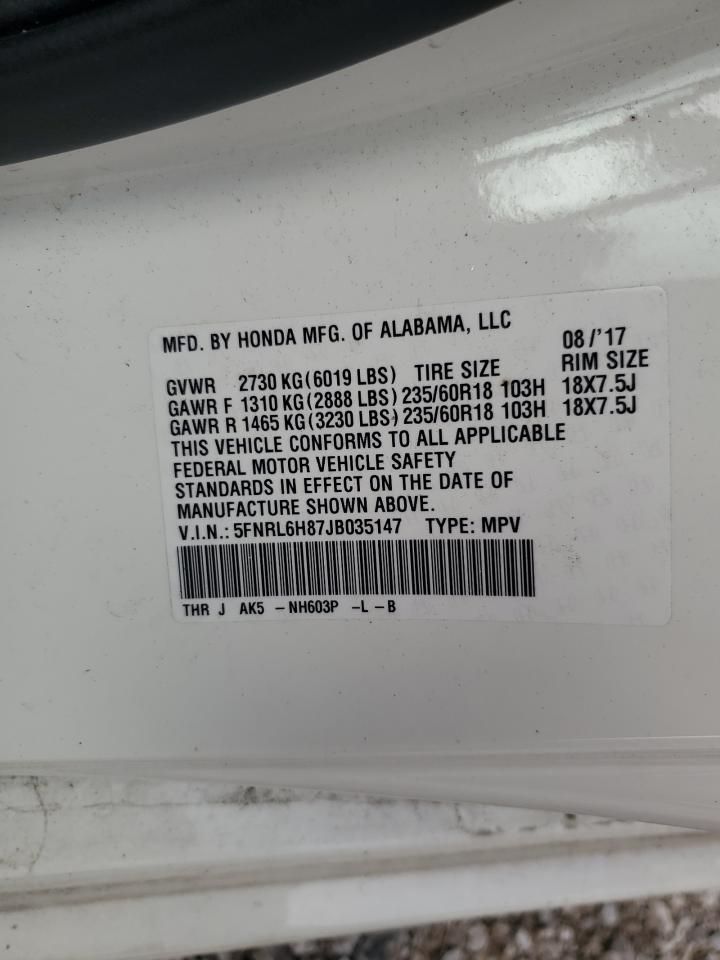 MFD. BY HONDA MFG. OF ALABAMA, LLC 08/'17
GVWR 2730 KG (6019 LBS) TIRE SIZE RIM SIZE
GAWR F 1310 KG (2888 LBS) 235/60R18 103H 18X7.5J
GAWR R 1465 KG (3230 LBS) 235/60R18 103H 18X7.5J
THIS VEHICLE CONFORMS TO ALL APPLICABLE
FEDERAL MOTOR VEHICLE SAFETY
STANDARDS IN EFFECT ON THE DATE OF
MANUFACTURE SHOWN ABOVE.
V.I.N.: 5FNRL6H87JB035147 TYPE: MPV
THR J AK5 -NH603P -L -B